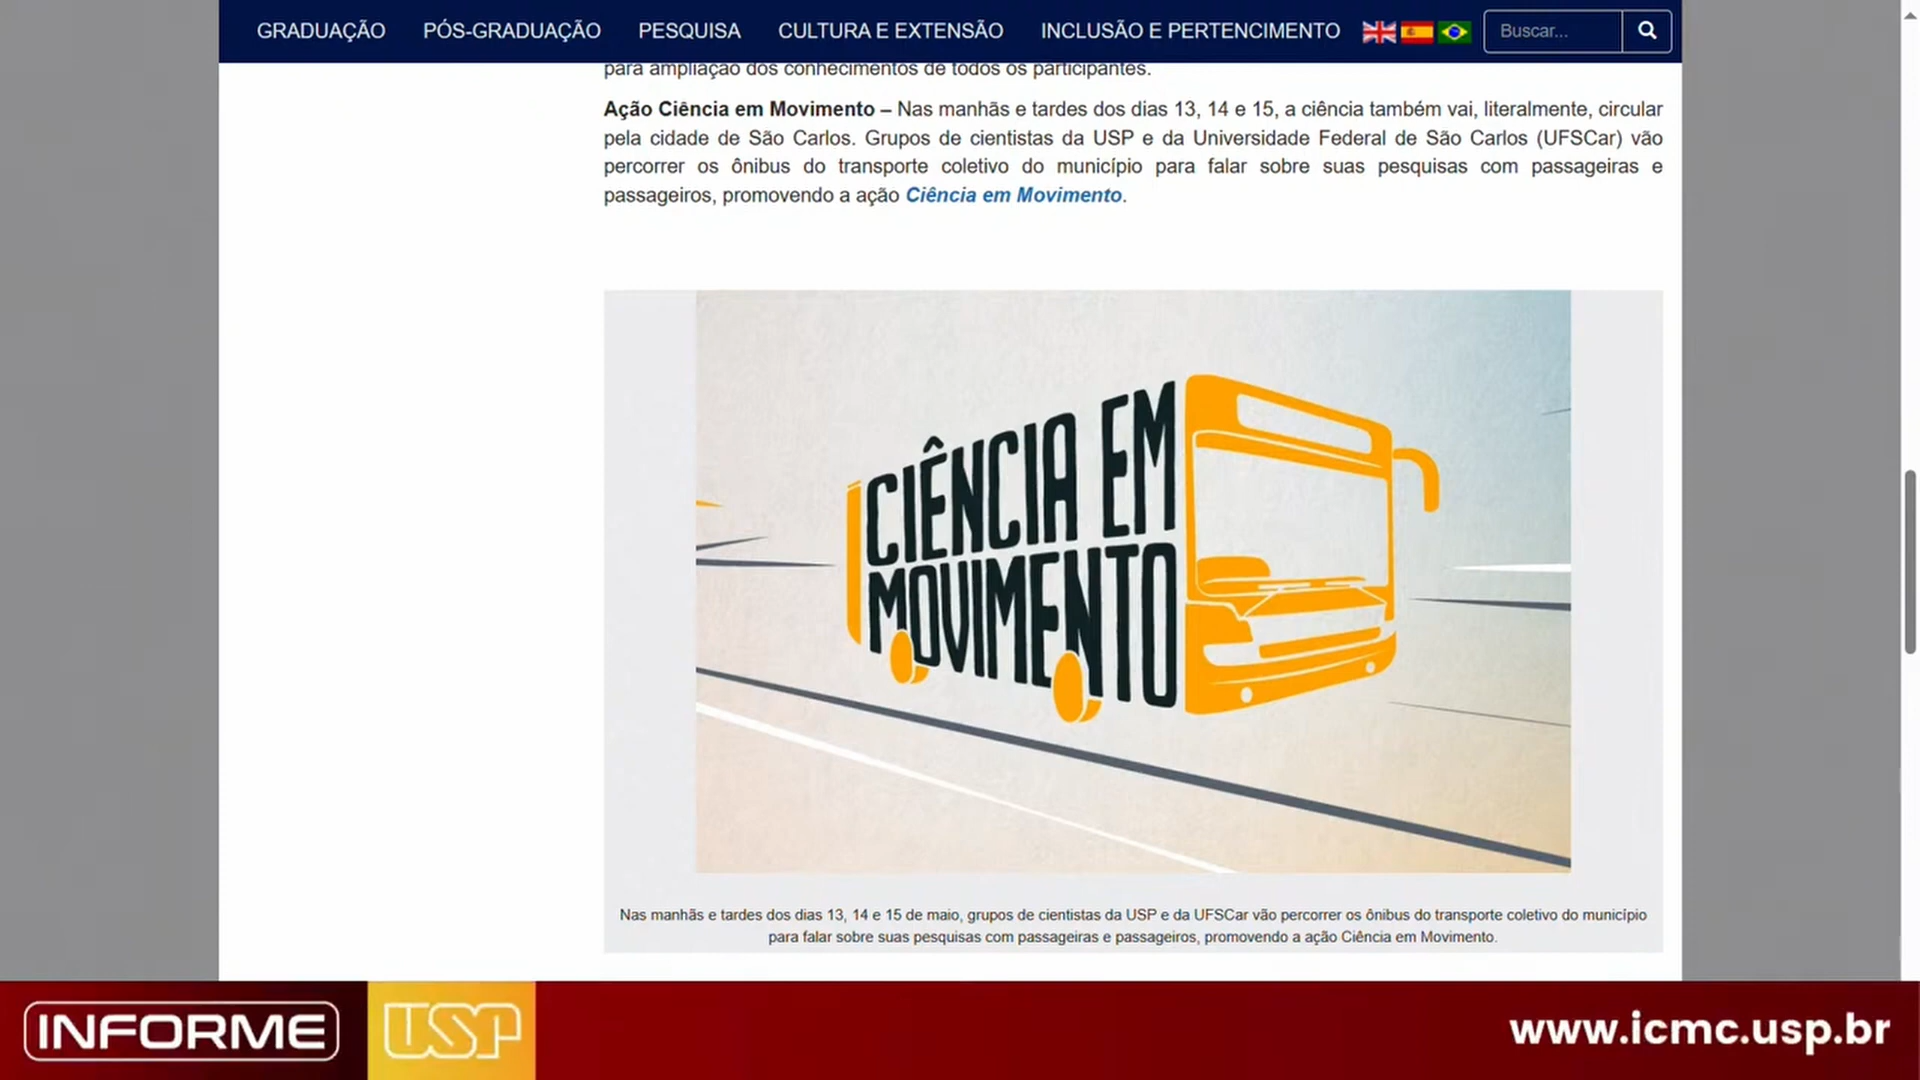 GRADUAÇÃO PÓS-GRADUAÇÃO PESQUISA CULTURA E EXTENSÃO INCLUSÃO E PERTENCIMENTO Buscar...
para ampliação dos conhecimentos de todos os participantes.
Ação Ciência em Movimento – Nas manhãs e tardes dos dias 13, 14 e 15, a ciência também vai, literalmente, circular
pela cidade de São Carlos. Grupos de cientistas da USP e da Universidade Federal de São Carlos (UFSCar) vão
percorrer os ônibus do transporte coletivo do município para falar sobre suas pesquisas com passageiras e
passageiros, promovendo a ação Ciência em Movimento.
CIÊNCIA EM
MOVIMENTO
Nas manhãs e tardes dos dias 13, 14 e 15 de maio, grupos de cientistas da USP e da UFSCar vão percorrer os ônibus do transporte coletivo do município
para falar sobre suas pesquisas com passageiras e passageiros, promovendo a ação Ciência em Movimento.
INFORME USP www.icmc.usp.br